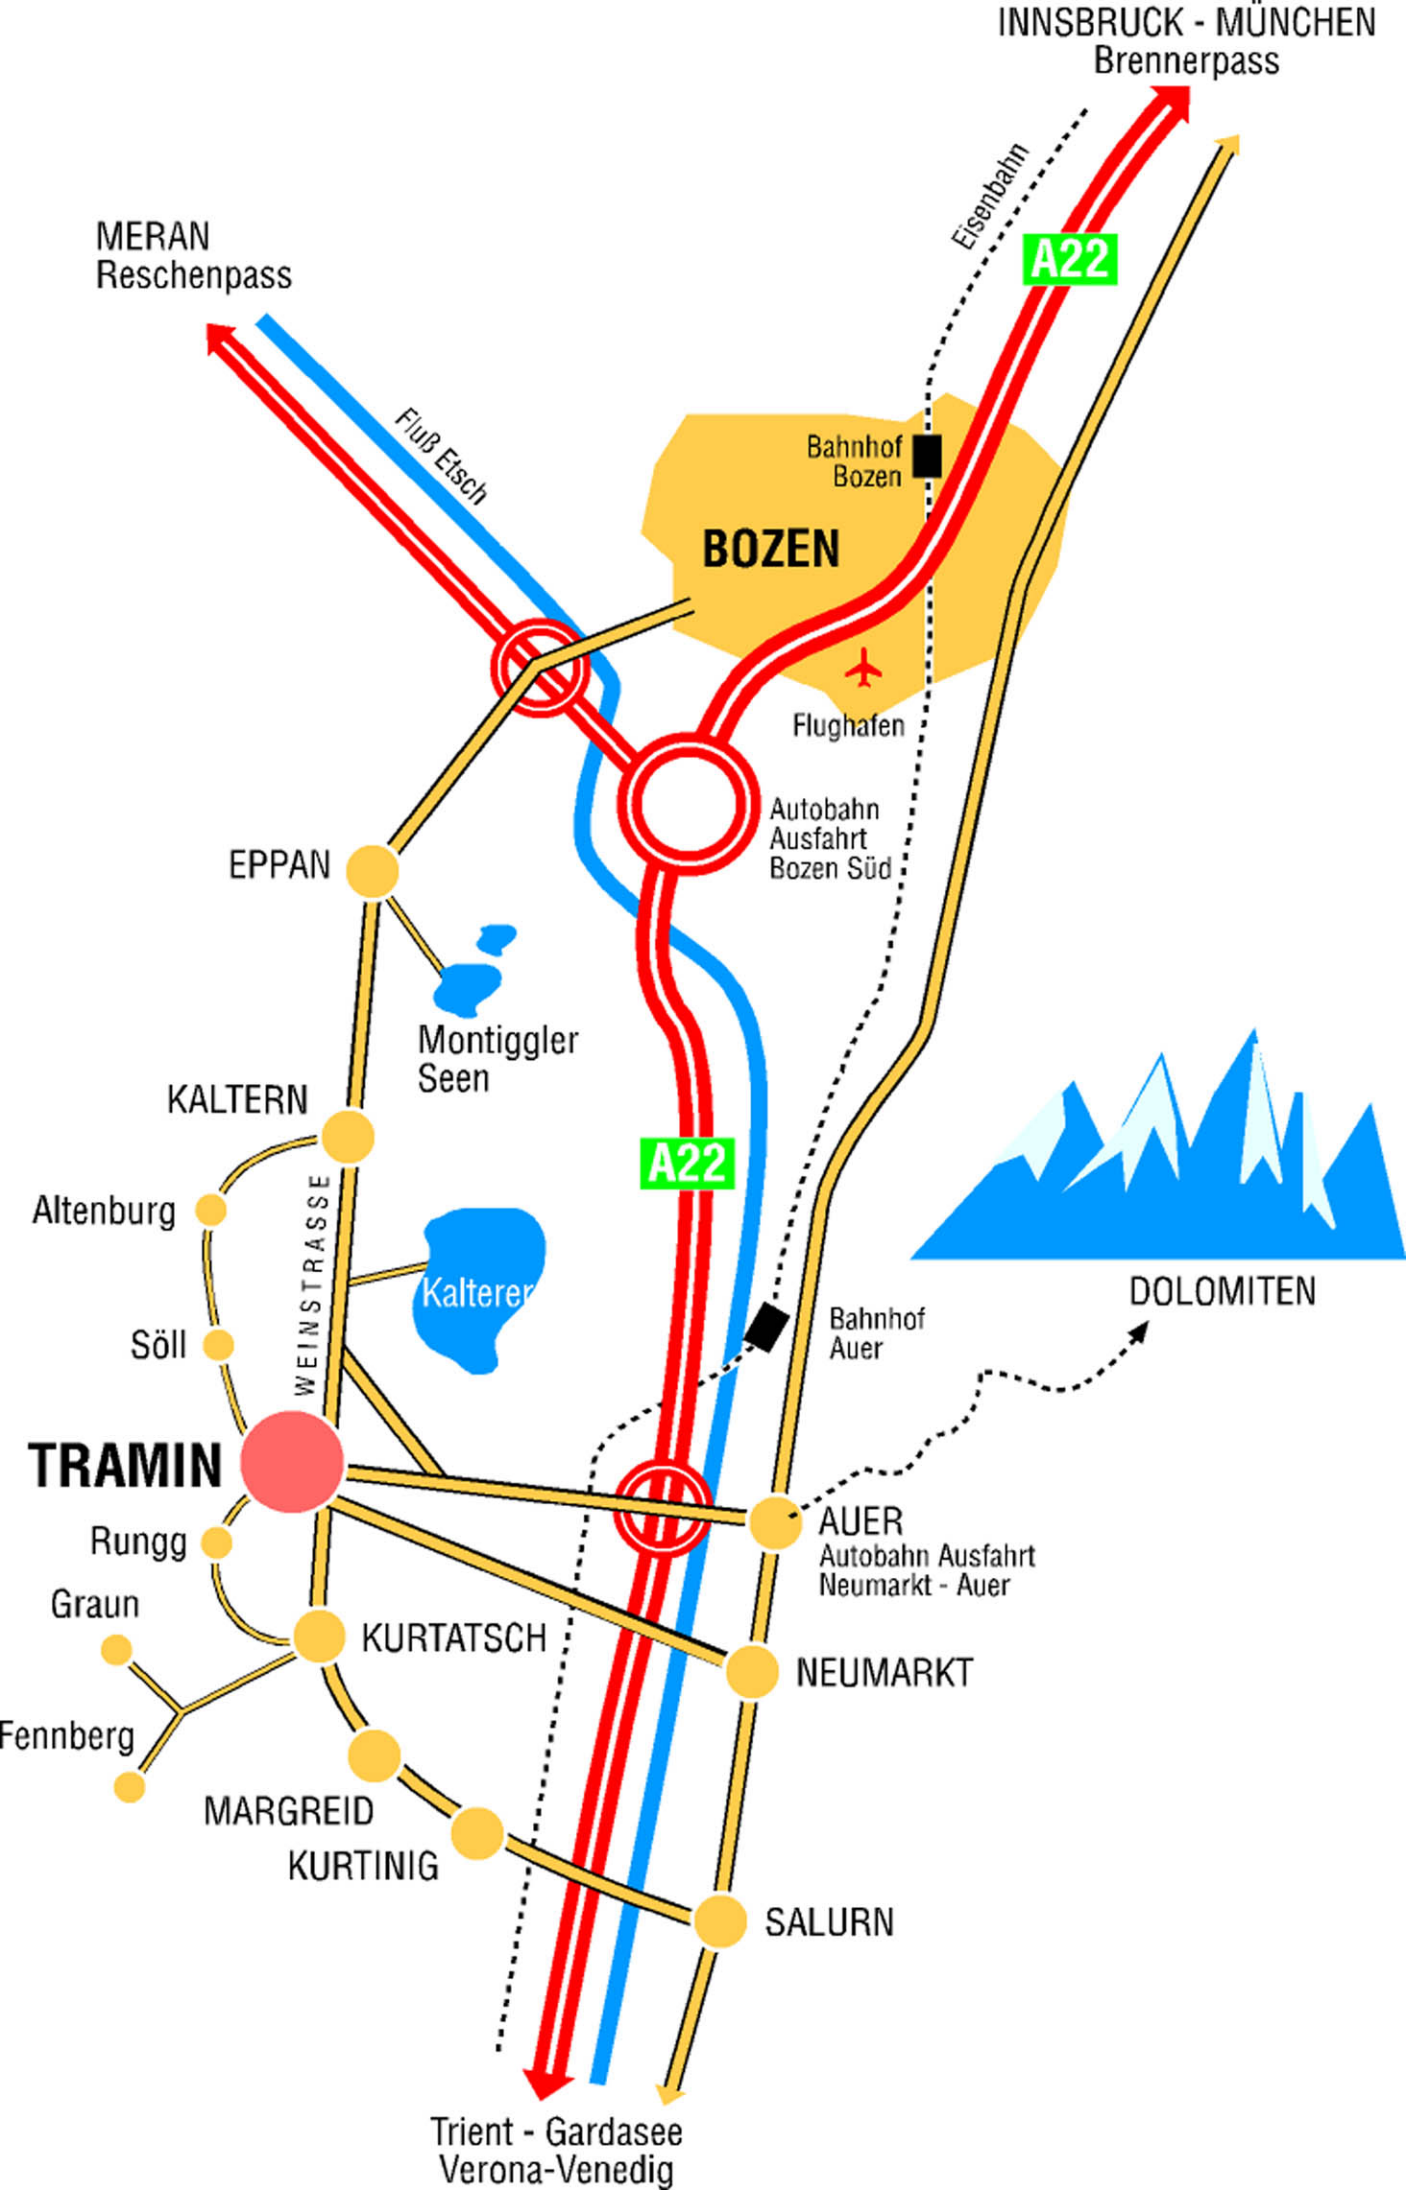 INNSBRUCK - MÜNCHEN
Brennerpass
Eisenbahn
A22
MERAN
Reschenpass
Fluß Etsch
Bahnhof
Bozen
BOZEN
Flughafen
Autobahn
Ausfahrt
Bozen Süd
EPPAN
Montiggler
Seen
KALTERN
A22
Altenburg
WEINSTRASSE
Kalterer
DOLOMITEN
Bahnhof
Auer
Söll
TRAMIN
AUER
Autobahn Ausfahrt
Neumarkt - Auer
Rungg
Graun
KURTATSCH
NEUMARKT
Fennberg
MARGREID
KURTINIG
SALURN
Trient - Gardasee
Verona-Venedig